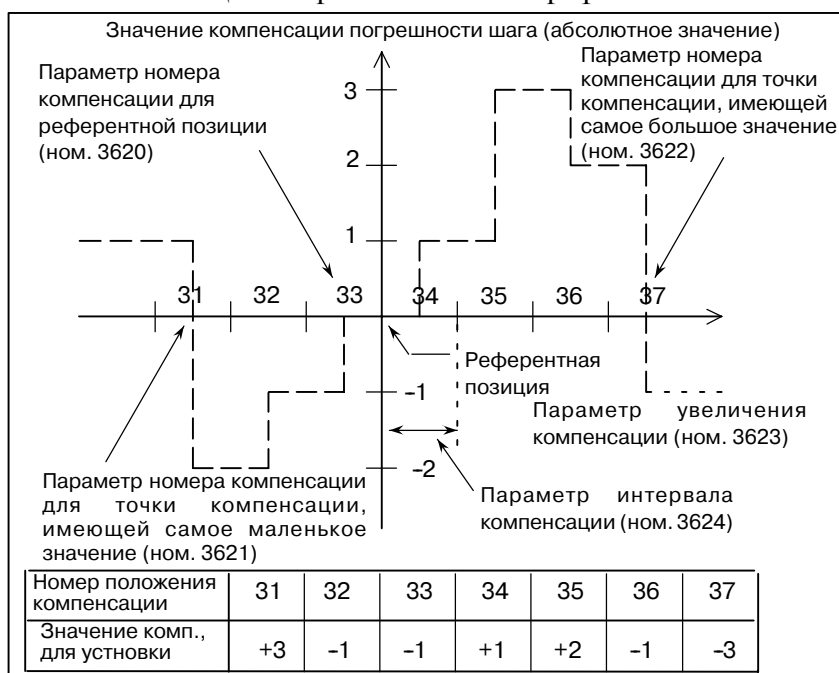 Значение компенсации погрешности шага (абсолютное значение)
Параметр номера
компенсации для
референтной позиции
(ном. 3620)
Параметр номера
компенсации для точки
компенсации, имеющей
самое большое значение
(ном. 3622)
3
2
1
31 32 33 34 35 36 37
Референтная
позиция
-1
-2
Параметр увеличения
компенсации (ном. 3623)
Параметр интервала
компенсации (ном. 3624)
Параметр номера компенсации
для точки компенсации,
имеющей самое маленькое
значение (ном. 3621)
Номер положения
компенсации
31 32 33 34 35 36 37
Значение комп.,
для устновки
+3 -1 -1 +1 +2 -1 -3